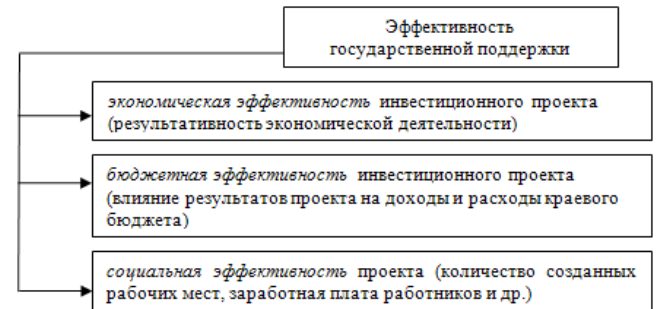 Эффективность
государственной поддержки
экономическая эффективность инвестиционного проекта
(результативность экономической деятельности)
бюджетная эффективность инвестиционного проекта
(влияние результатов проекта на доходы и расходы краевого
бюджета)
социальная эффективность проекта (количество созданных
рабочих мест, заработная плата работников и др.)